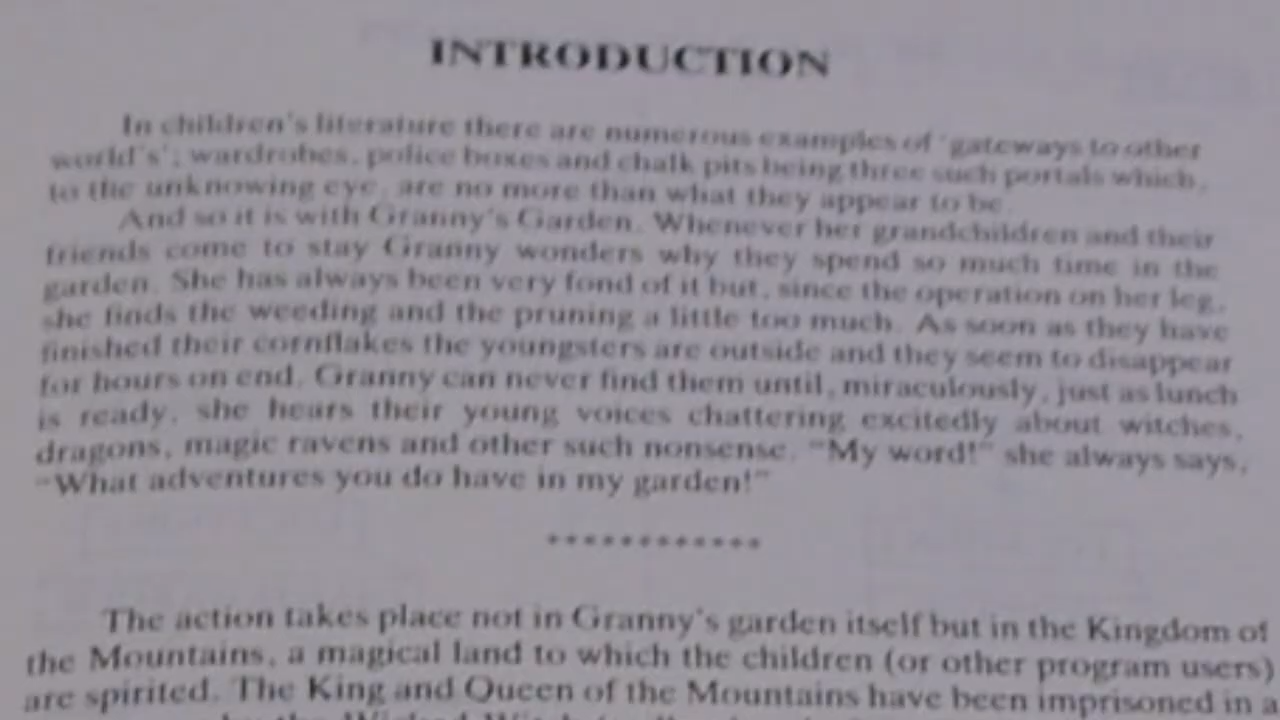 INTRODUCTION
In children's literature there are numerous examples of 'gateways to other
world's'; wardrobes, police boxes and chalk pits being three such portals which,
to the unknowing eye, are no more than what they appear to be.
And so it is with Granny's Garden. Whenever her grandchildren and their
friends come to stay Granny wonders why they spend so much time in the
garden. She has always been very fond of it but, since the operation on her leg,
she finds the weeding and the pruning a little too much. As soon as they have
finished their cornflakes the youngsters are outside and they seem to disappear
for hours on end. Granny can never find them until, miraculously, just as lunch
is ready, she hears their young voices chattering excitedly about witches,
dragons, magic ravens and other such nonsense. "My word!" she always says,
"What adventures you do have in my garden!"
************
The action takes place not in Granny's garden itself but in the Kingdom of
the Mountains, a magical land to which the children (or other program users)
are spirited. The King and Queen of the Mountains have been imprisoned in a
by the Wicked Witch